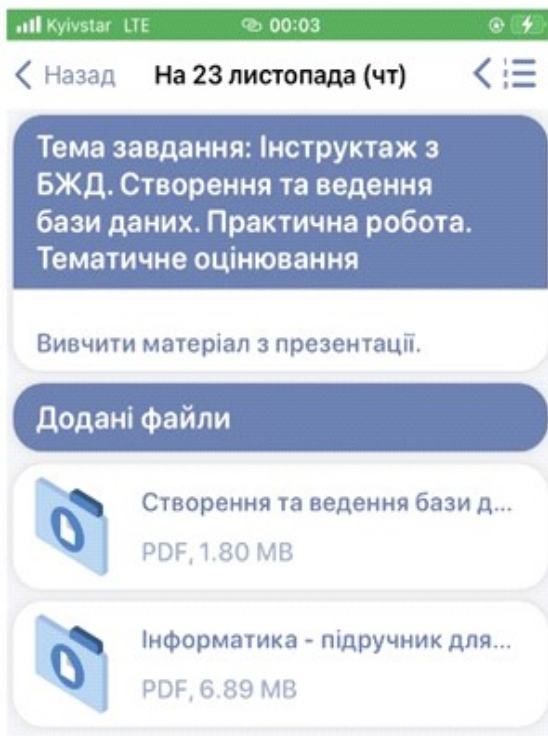 Kyivstar LTE 00:03
Назад На 23 листопада (чт)
Тема завдання: Інструктаж з
БЖД. Створення та ведення
бази даних. Практична робота.
Тематичне оцінювання
Вивчити матеріал з презентації.
Додані файли
Створення та ведення бази д...
PDF, 1.80 MB
Інформатика - підручник для...
PDF, 6.89 MB